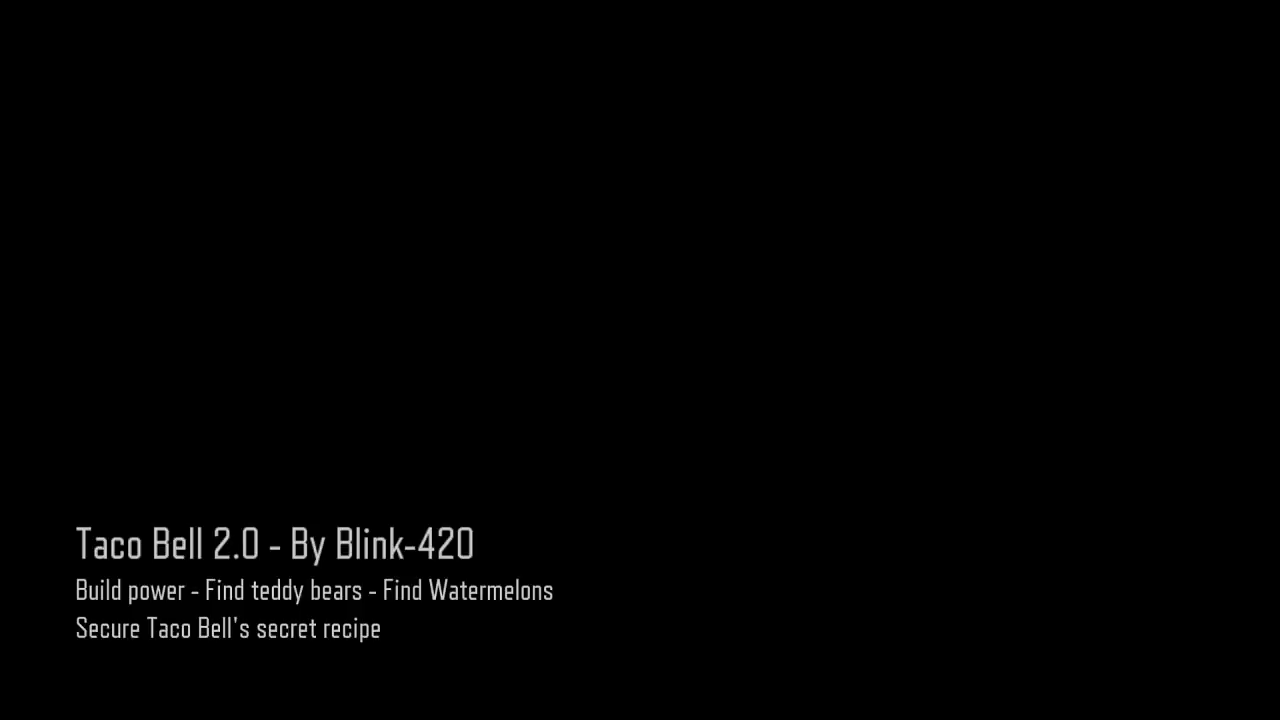 Taco Bell 2.0 - By Blink-420
Build power - Find teddy bears - Find Watermelons
Secure Taco Bell's secret recipe